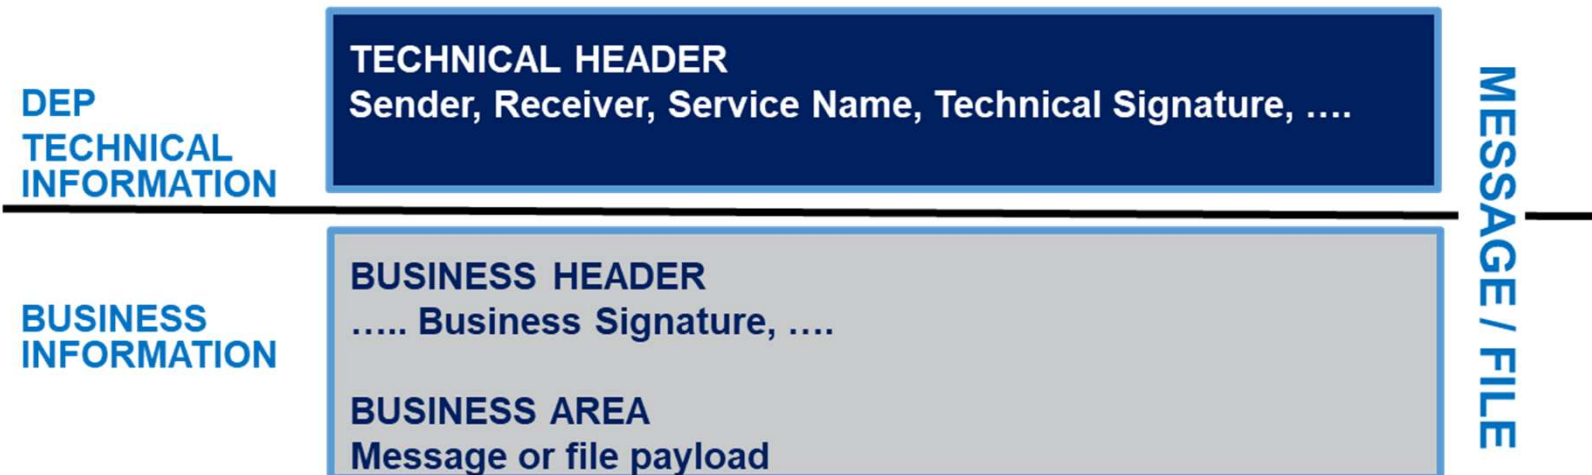 DEP
TECHNICAL
INFORMATION
TECHNICAL HEADER
Sender, Receiver, Service Name, Technical Signature, ....
BUSINESS
INFORMATION
BUSINESS HEADER
..... Business Signature, ....
BUSINESS AREA
Message or file payload
MESSAGE / FILE